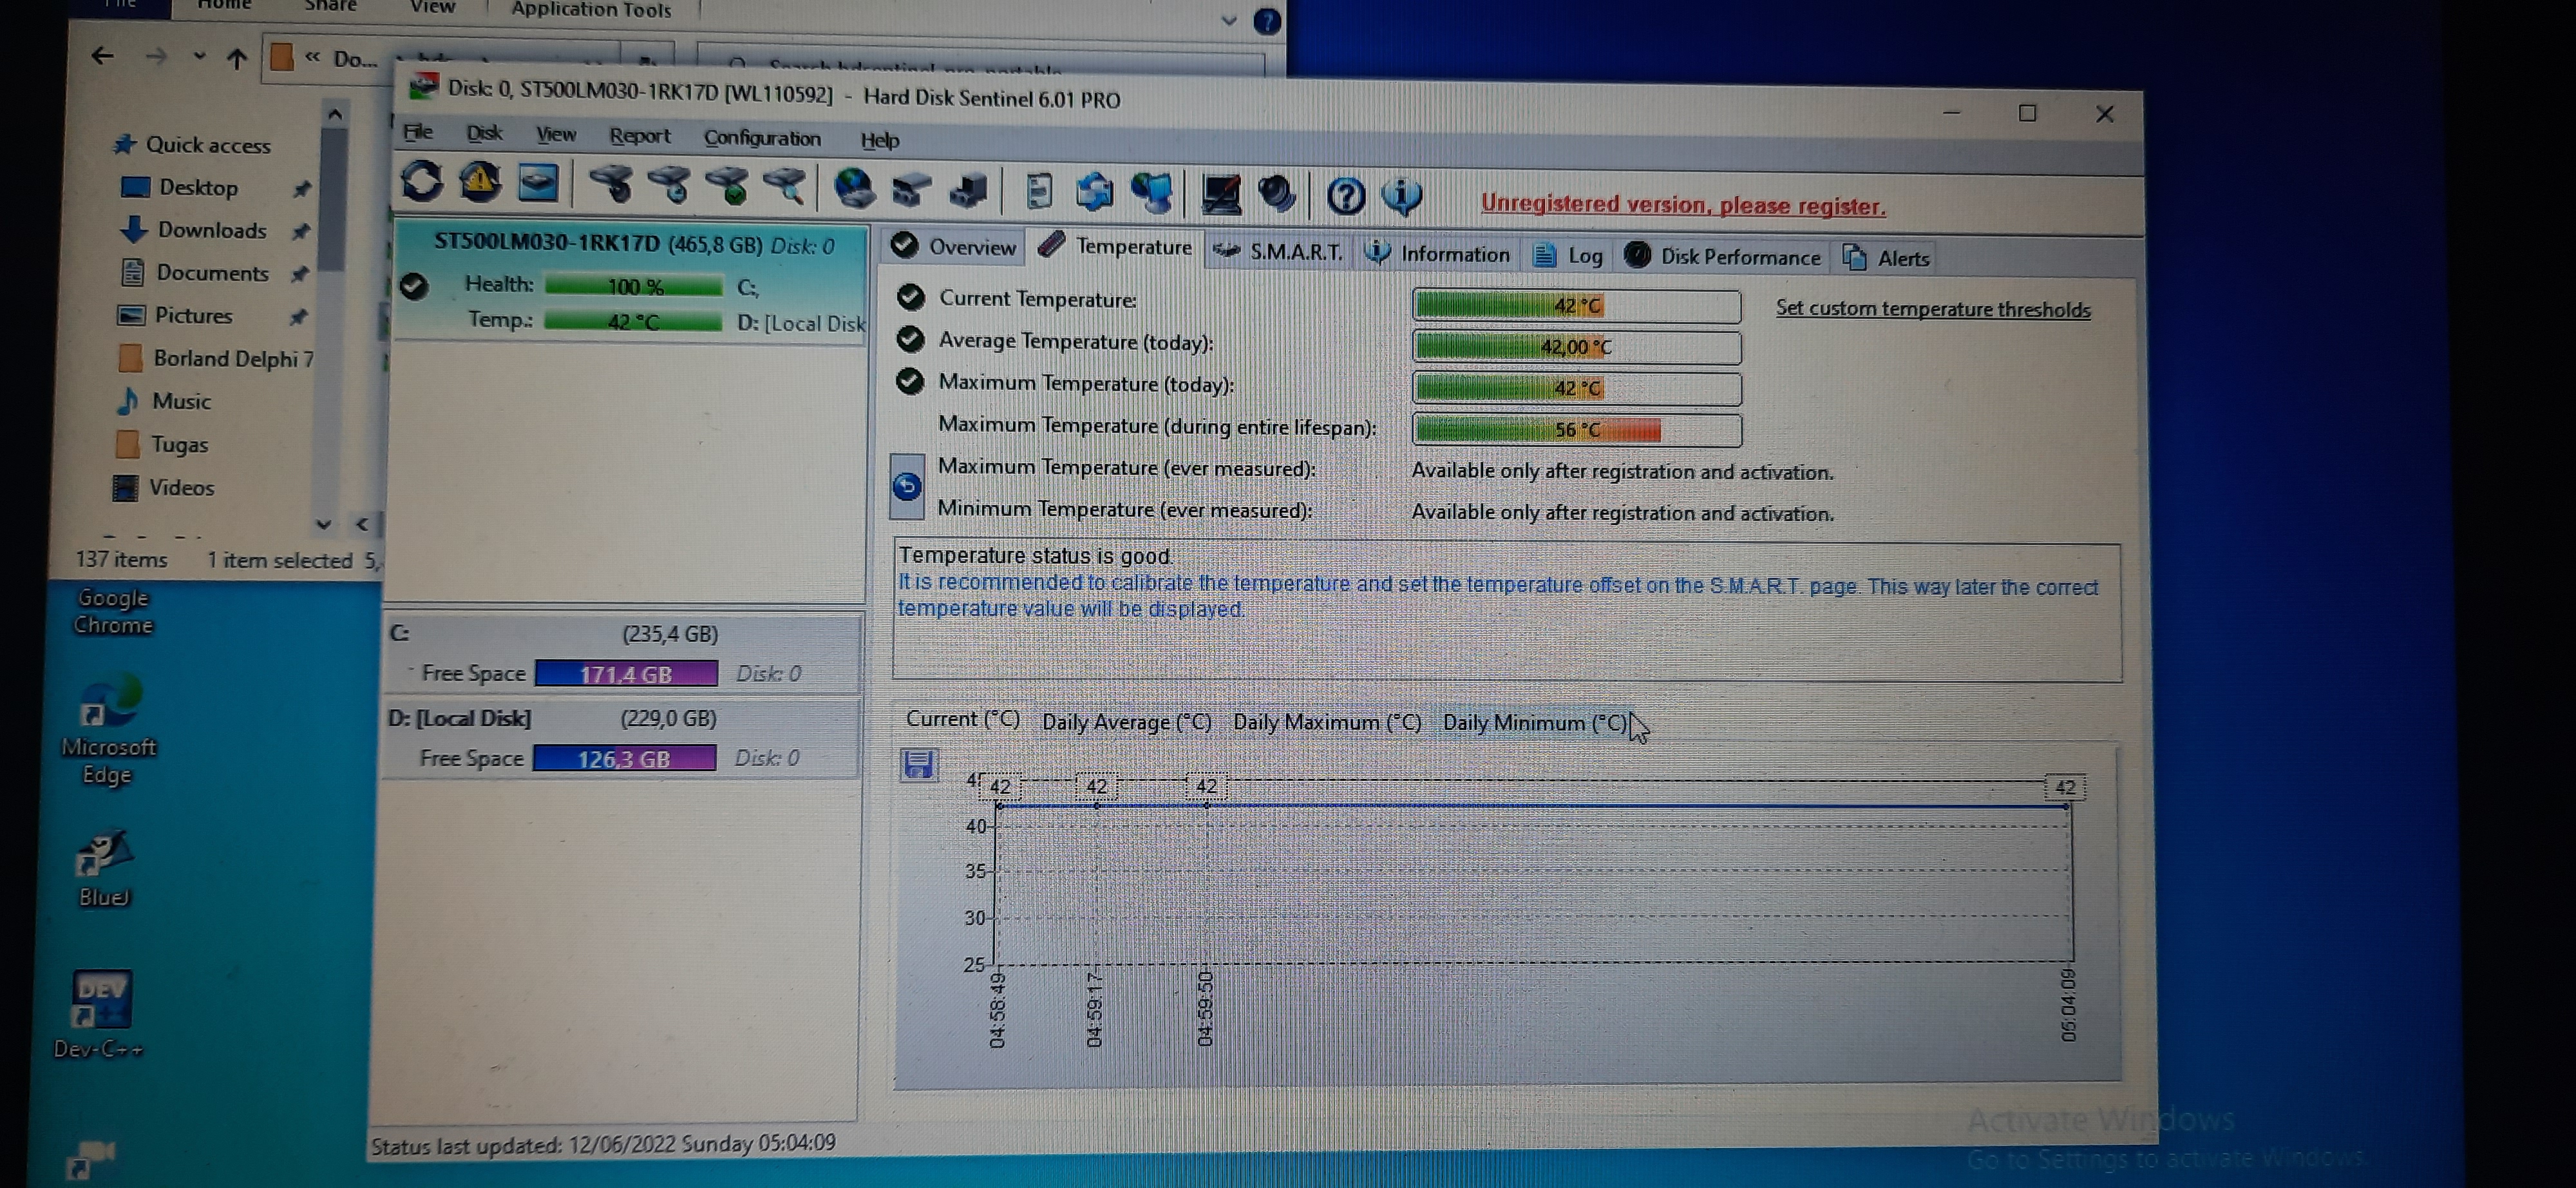 File
Home
Share
View
Application Tools
« Do...
Search hdsentinel_pro_portable
Quick access
Desktop
Downloads
Documents
Pictures
Borland Delphi 7
Music
Tugas
Videos
137 items 1 item selected 5,
Google
Chrome
Microsoft
Edge
BlueJ
DEV
Dev-C++
Disk: 0, ST500LM030-1RK17D [WL110592] - Hard Disk Sentinel 6.01 PRO
File Disk View Report Configuration Help
Unregistered version, please register.
ST500LM030-1RK17D (465,8 GB) Disk: 0
Health: 100 % C:,
Temp.: 42 °C D: [Local Disk
C: (235,4 GB)
Free Space 171,4 GB Disk: 0
D: [Local Disk] (229,0 GB)
Free Space 126,3 GB Disk: 0
Overview Temperature S.M.A.R.T. Information Log Disk Performance Alerts
Current Temperature: 42 °C Set custom temperature thresholds
Average Temperature (today): 42,00 °C
Maximum Temperature (today): 42 °C
Maximum Temperature (during entire lifespan): 56 °C
Maximum Temperature (ever measured): Available only after registration and activation.
Minimum Temperature (ever measured): Available only after registration and activation.
Temperature status is good.
It is recommended to calibrate the temperature and set the temperature offset on the S.M.A.R.T. page. This way later the correct
temperature value will be displayed.
Current (°C) Daily Average (°C) Daily Maximum (°C) Daily Minimum (°C)
42 42 42 42
40
35
30
25
04:58:49 04:59:17 04:59:50 05:04:09
Status last updated: 12/06/2022 Sunday 05:04:09
Activate Windows
Go to Settings to activate Windows.